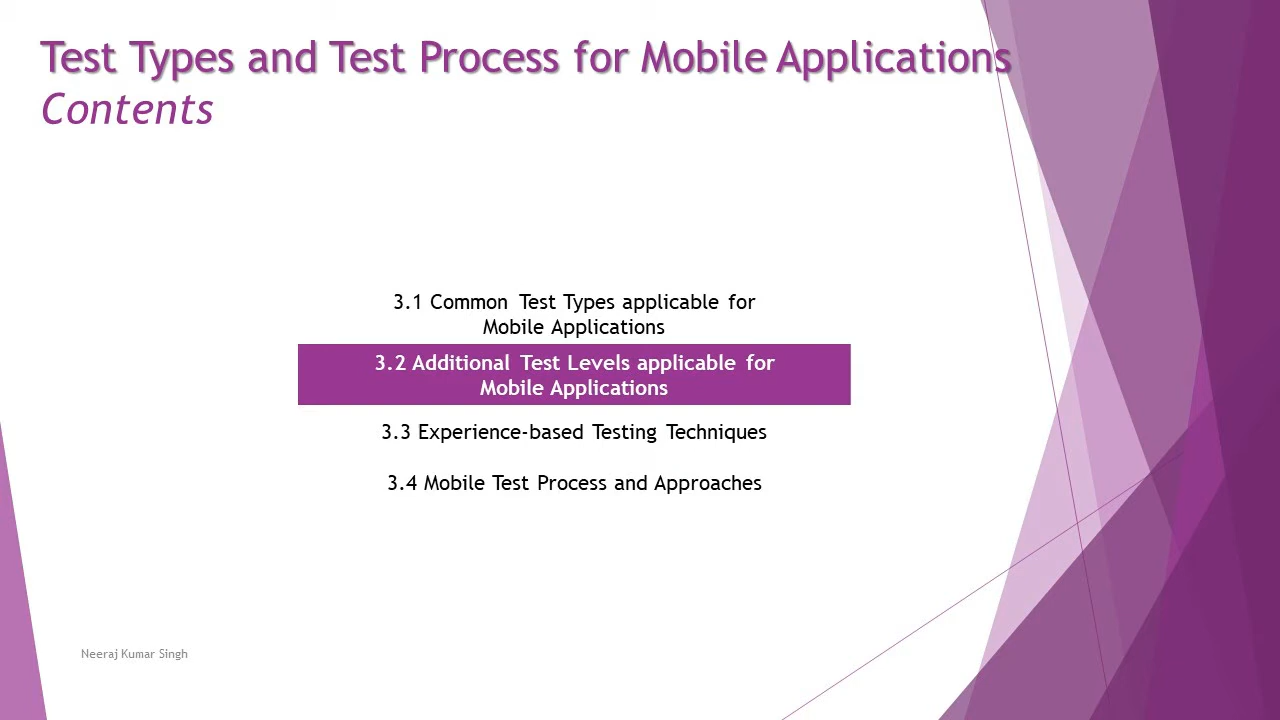 Test Types and Test Process for Mobile Applications
Contents
3.1 Common Test Types applicable for
Mobile Applications
3.2 Additional Test Levels applicable for
Mobile Applications
3.3 Experience-based Testing Techniques
3.4 Mobile Test Process and Approaches
Neeraj Kumar Singh